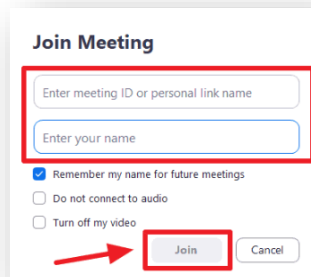 Join Meeting
Enter meeting ID or personal link name
Enter your name
Remember my name for future meetings
Do not connect to audio
Turn off my video
Join Cancel